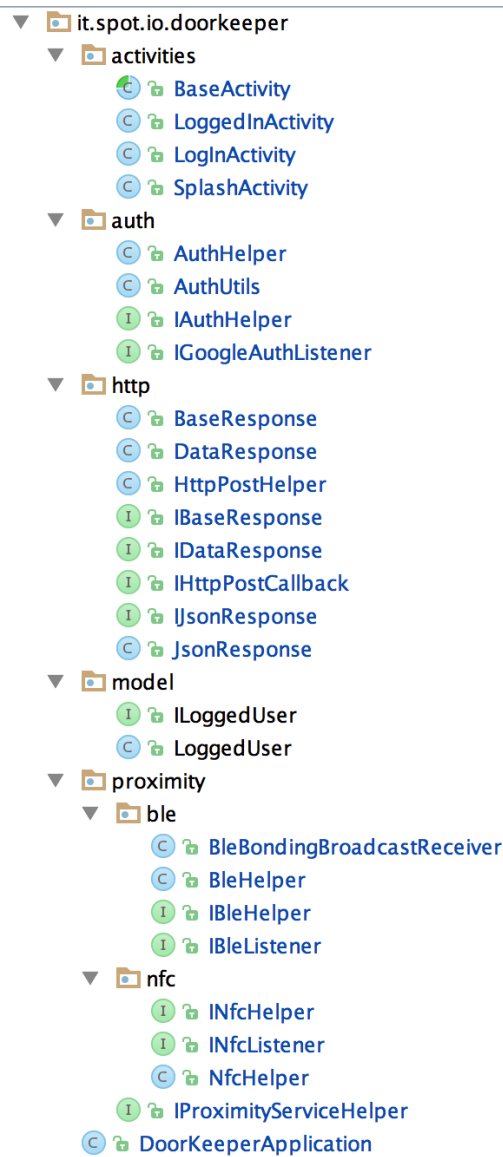 it.spot.io.doorkeeper
activities
BaseActivity
LoggedInActivity
LogInActivity
SplashActivity
auth
AuthHelper
AuthUtils
IAuthHelper
IGoogleAuthListener
http
BaseResponse
DataResponse
HttpPostHelper
IBaseResponse
IDataResponse
IHttpPostCallback
IJsonResponse
JsonResponse
model
ILoggedUser
LoggedUser
proximity
ble
BleBondingBroadcastReceiver
BleHelper
IBleHelper
IBleListener
nfc
INfcHelper
INfcListener
NfcHelper
IProximityServiceHelper
DoorKeeperApplication